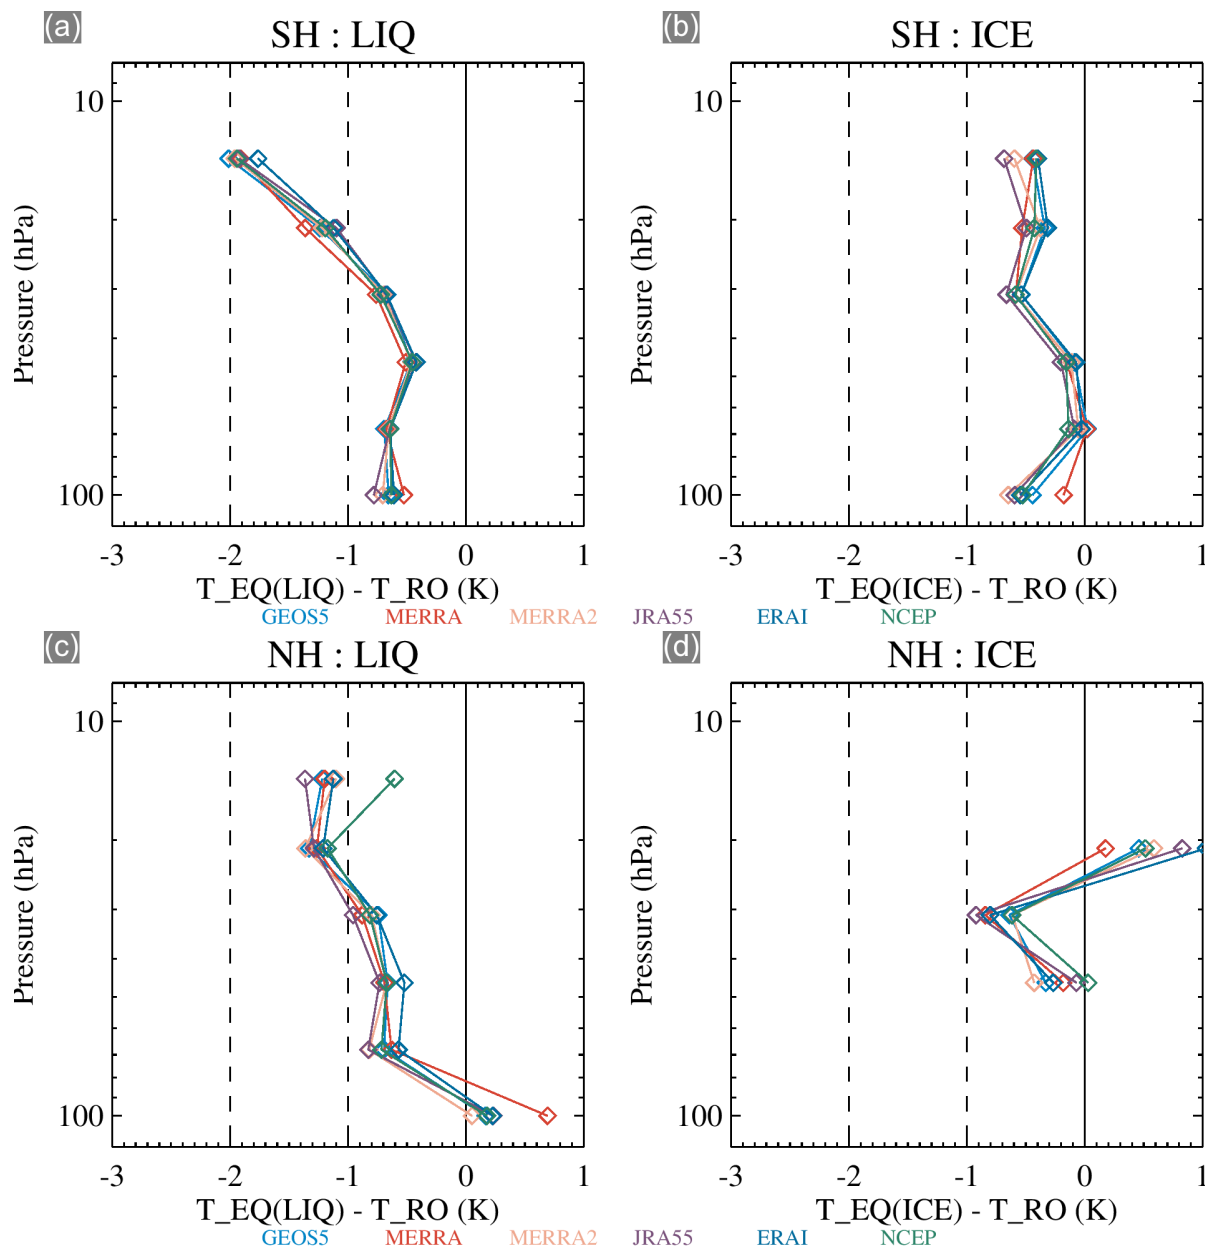 (a) SH : LIQ
(b) SH : ICE
10
10
Pressure (hPa)
Pressure (hPa)
100
100
-3 -2 -1 0 1
-3 -2 -1 0 1
T_EQ(LIQ) - T_RO (K)
T_EQ(ICE) - T_RO (K)
GEOS5 MERRA MERRA2 JRA55 ERAI NCEP
(c) NH : LIQ
(d) NH : ICE
10
10
Pressure (hPa)
Pressure (hPa)
100
100
-3 -2 -1 0 1
-3 -2 -1 0 1
T_EQ(LIQ) - T_RO (K)
T_EQ(ICE) - T_RO (K)
GEOS5 MERRA MERRA2 JRA55 ERAI NCEP